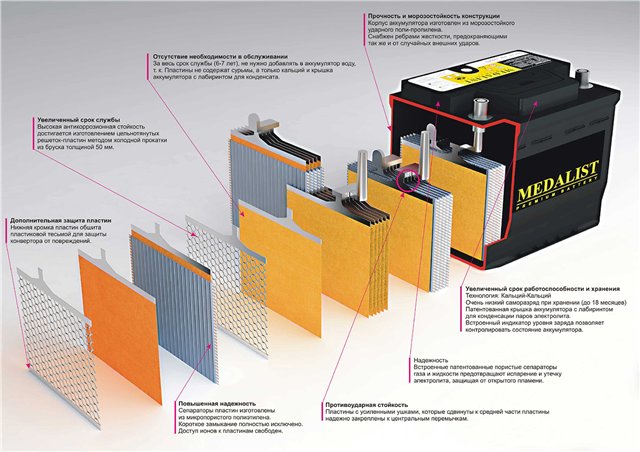 Прочность и морозостойкость конструкции
Корпус аккумулятора изготовлен из морозостойкого
ударного поли-пропилена.
Снабжен ребрами жесткости, предохраняющими
так же и от случайных внешних ударов.
Отсутствие необходимости в обслуживании
За весь срок службы (6-7 лет), не нужно добавлять в аккумулятор воду,
т. к. Пластины не содержат сурьмы, а только кальций и крышка
аккумулятора с лабиринтом для конденсата.
Увеличенный срок службы
Высокая антикоррозионная стойкость
достигается изготовлением цельнотянутых
решеток-пластин методом холодной прокатки
из бруска толщиной 50 мм.
MEDALIST
PREMIUM BATTERY
Дополнительная защита пластин
Нижняя кромка пластин обшита
пластиковой тесьмой для защиты
конвертора от повреждений.
Увеличенный срок работоспособности и хранения
Технология: Кальций-Кальций
Очень низкий саморазряд при хранении (до 18 месяцев)
Патентованная крышка аккумулятора с лабиринтом
для конденсации паров электролита.
Встроенный индикатор уровня заряда позволяет
контролировать состояние аккумулятора.
Надежность
Встроенные патентованные пористые сепараторы
газа и жидкости предотвращают испарение и утечку
электролита, защищая от открытого пламени.
Повышенная надежность
Сепараторы пластин изготовлены
из микропористого полиэтилена.
Короткое замыкание полностью исключено.
Доступ ионов к пластинам свободен.
Противоударная стойкость
Пластины с усиленными ушками, которые сдвинуты к средней части пластины
надежно закреплены к центральным перемычкам.